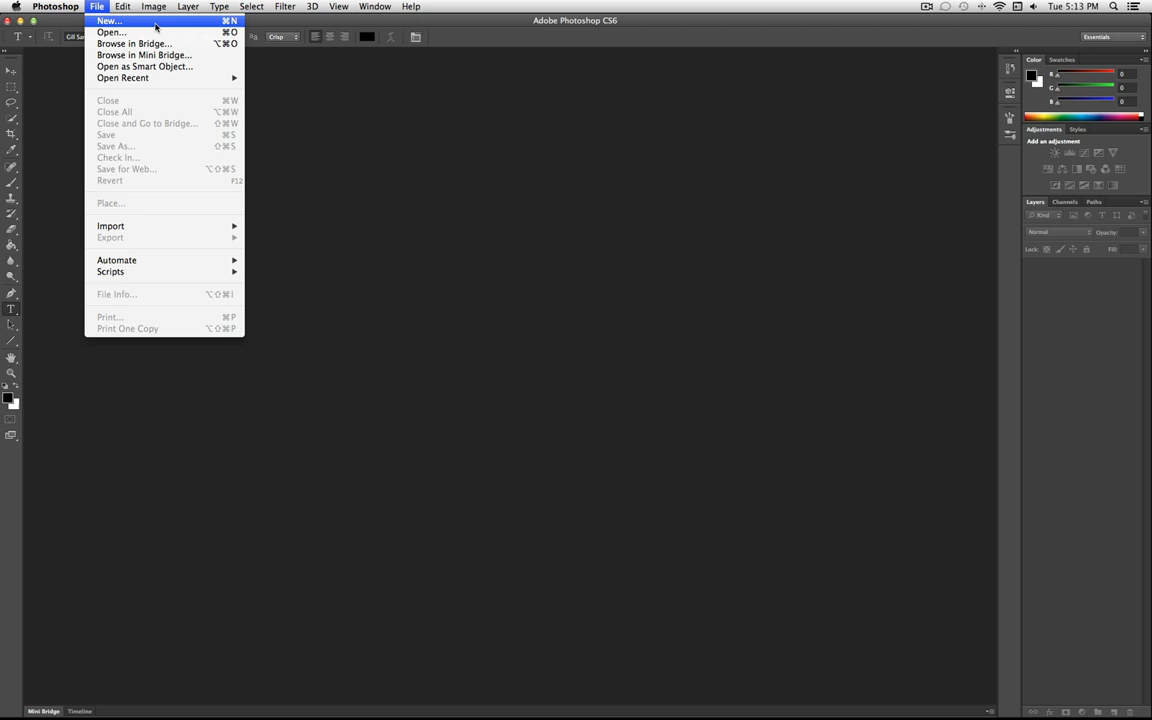 Photoshop File Edit Image Layer Type Select Filter 3D View Window Help Tue 5:13 PM
Adobe Photoshop CS6
T Crisp Essentials
New... ⌘N
Open... ⌘O
Browse in Bridge... ⌥⌘O
Browse in Mini Bridge...
Open as Smart Object...
Open Recent
Close ⌘W
Close All ⌥⌘W
Close and Go to Bridge... ⇧⌘W
Save ⌘S
Save As... ⇧⌘S
Check In...
Save for Web... ⌥⇧⌘S
Revert F12
Place...
Import
Export
Automate
Scripts
File Info... ⌥⇧⌘I
Print... ⌘P
Print One Copy ⌥⇧⌘P
Color Swatches
R 0
G 0
B 0
Adjustments Styles
Add an adjustment
Layers Channels Paths
Kind
Normal Opacity:
Lock: Fill:
Mini Bridge Timeline